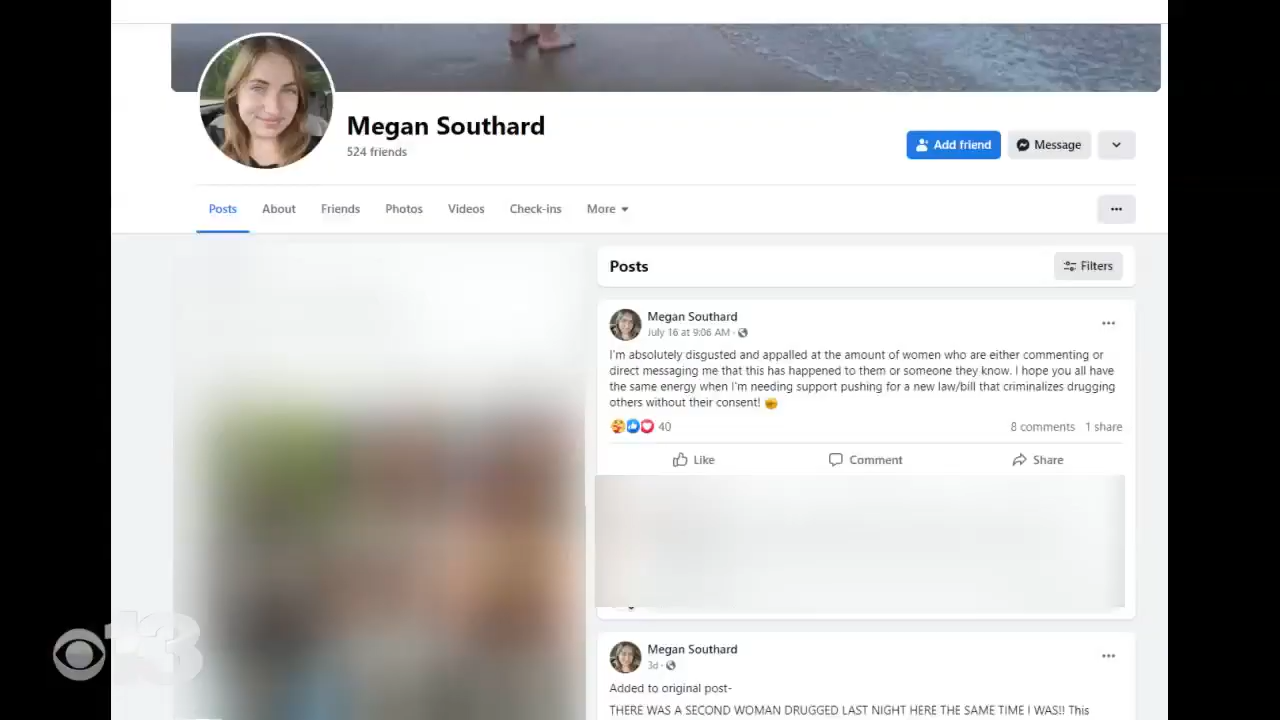 Megan Southard
524 friends
Add friend
Message
Posts
About
Friends
Photos
Videos
Check-ins
More
Posts
Filters
Megan Southard
July 16 at 9:06 AM ·
I'm absolutely disgusted and appalled at the amount of women who are either commenting or
direct messaging me that this has happened to them or someone they know. I hope you all have
the same energy when I'm needing support pushing for a new law/bill that criminalizes drugging
others without their consent!
40
8 comments
1 share
Like
Comment
Share
Megan Southard
3d ·
Added to original post-
THERE WAS A SECOND WOMAN DRUGGED LAST NIGHT HERE THE SAME TIME I WAS!! This
13